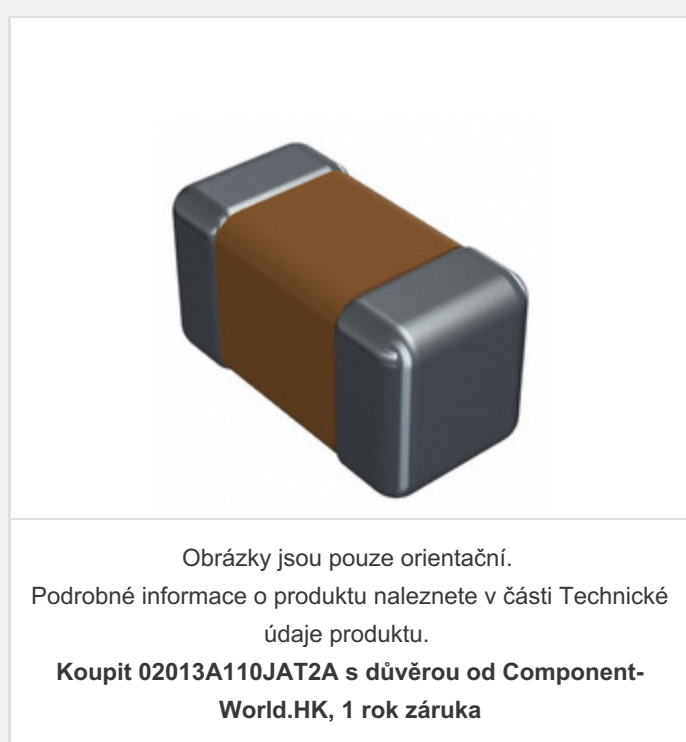 Obrázky jsou pouze orientační.
Podrobné informace o produktu naleznete v části Technické
údaje produktu.
Koupit 02013A110JAT2A s důvěrou od Component-
World.HK, 1 rok záruka